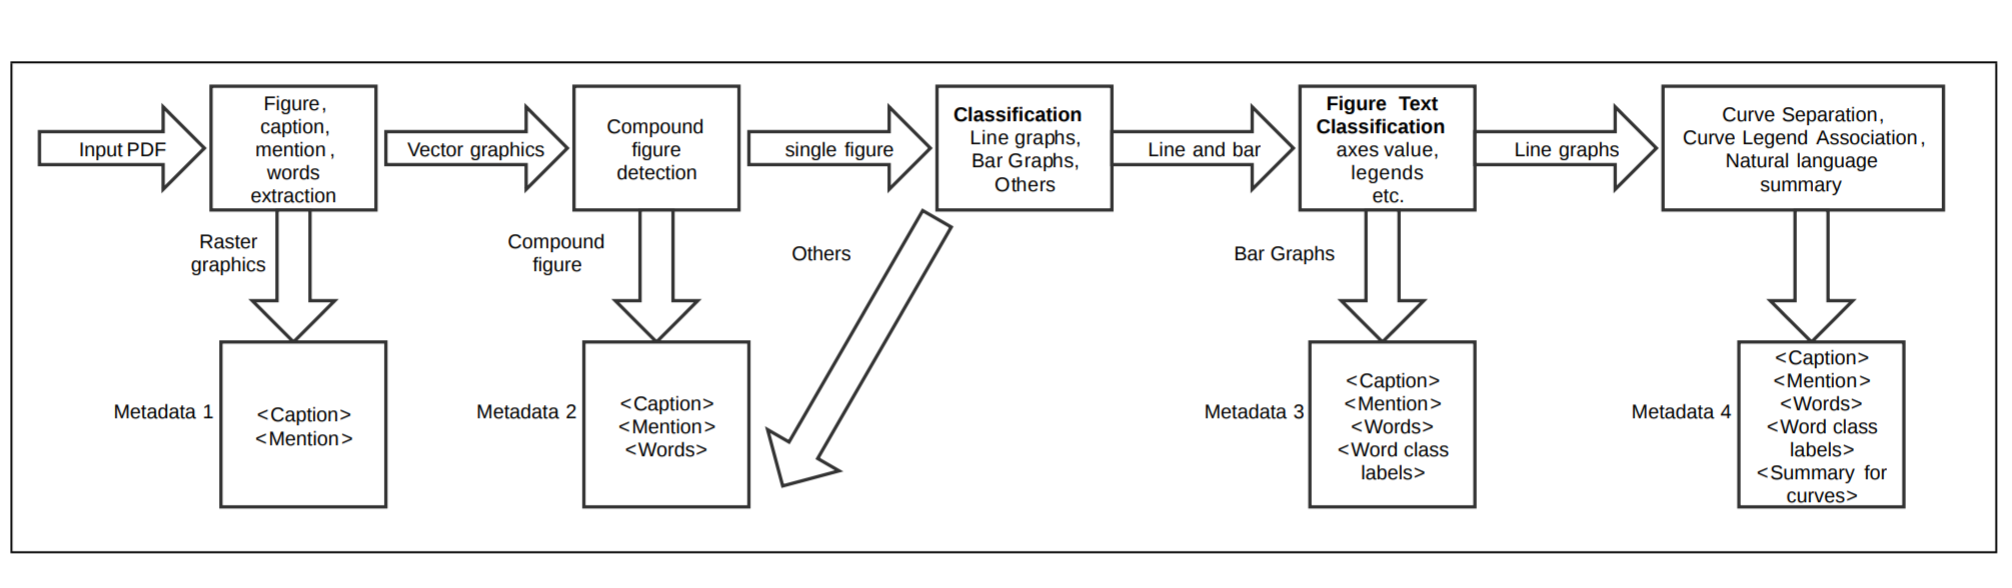 Input PDF
Figure,
caption,
mention,
words
extraction
Vector graphics
Compound
figure
detection
single figure
Classification
Line graphs,
Bar Graphs,
Others
Line and bar
Figure Text
Classification
axes value,
legends
etc.
Line graphs
Curve Separation,
Curve Legend Association,
Natural language
summary
Raster
graphics
Compound
figure
Others
Bar Graphs
Metadata 1
<Caption>
<Mention>
Metadata 2
<Caption>
<Mention>
<Words>
Metadata 3
<Caption>
<Mention>
<Words>
<Word class
labels>
Metadata 4
<Caption>
<Mention>
<Words>
<Word class
labels>
<Summary for
curves>